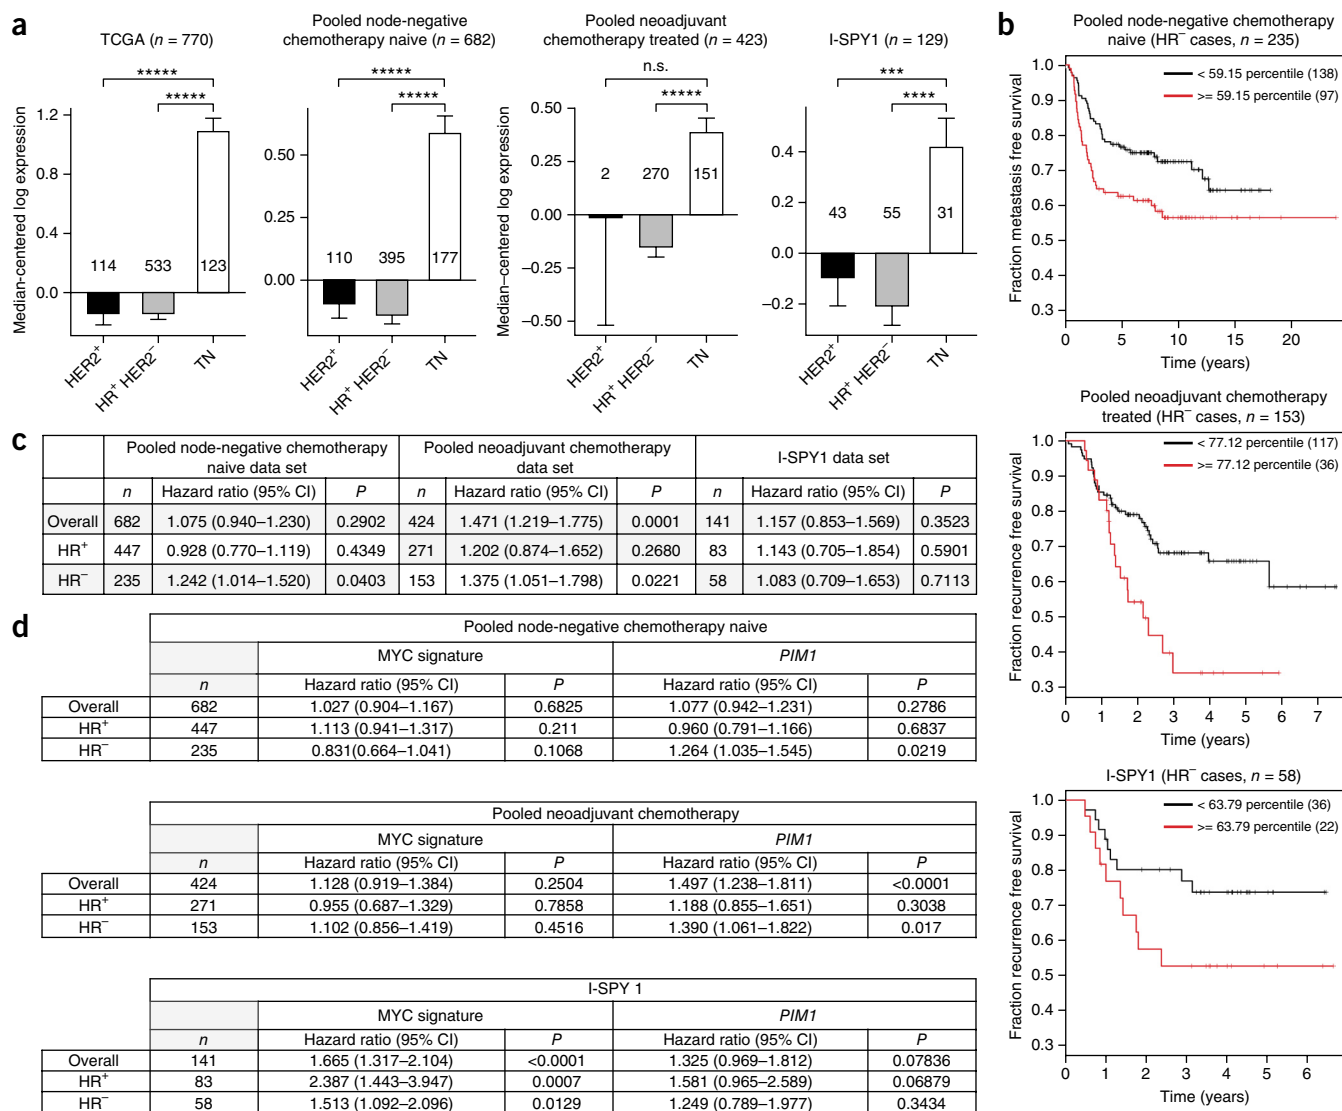 a
TCGA (n = 770)
Pooled node-negative
chemotherapy naive (n = 682)
Pooled neoadjuvant
chemotherapy treated (n = 423)
I-SPY1 (n = 129)
Median-centered log expression
*****
*****
1.2
0.8
0.4
0.0
114
533
123
HER2+
HR+ HER2−
TN
*****
*****
0.50
0.25
0.00
110
395
177
HER2+
HR+ HER2−
TN
Median–centered log expression
n.s.
*****
0.50
0.25
0.00
−0.25
−0.50
2
270
151
HER2+
HR+ HER2−
TN
***
****
0.4
0.2
0.0
−0.2
43
55
31
HER2+
HR+ HER2−
TN
b
Pooled node-negative chemotherapy
naive (HR− cases, n = 235)
< 59.15 percentile (138)
>= 59.15 percentile (97)
Fraction metastasis free survival
1.0
0.9
0.8
0.7
0.6
0.5
0.4
0.3
0 5 10 15 20
Time (years)
Pooled neoadjuvant chemotherapy
treated (HR− cases, n = 153)
< 77.12 percentile (117)
>= 77.12 percentile (36)
Fraction recurrence free survival
1.0
0.9
0.8
0.7
0.6
0.5
0.4
0.3
0 1 2 3 4 5 6 7
Time (years)
I-SPY1 (HR− cases, n = 58)
< 63.79 percentile (36)
>= 63.79 percentile (22)
Fraction recurrence free survival
1.0
0.9
0.8
0.7
0.6
0.5
0.4
0.3
0 1 2 3 4 5 6
Time (years)
c
Pooled node-negative chemotherapy
naive data set
Pooled neoadjuvant chemotherapy
data set
I-SPY1 data set
n Hazard ratio (95% CI) P n Hazard ratio (95% CI) P n Hazard ratio (95% CI) P
Overall 682 1.075 (0.940–1.230) 0.2902 424 1.471 (1.219–1.775) 0.0001 141 1.157 (0.853–1.569) 0.3523
HR+ 447 0.928 (0.770–1.119) 0.4349 271 1.202 (0.874–1.652) 0.2680 83 1.143 (0.705–1.854) 0.5901
HR− 235 1.242 (1.014–1.520) 0.0403 153 1.375 (1.051–1.798) 0.0221 58 1.083 (0.709–1.653) 0.7113
d
Pooled node-negative chemotherapy naive
MYC signature PIM1
n Hazard ratio (95% CI) P Hazard ratio (95% CI) P
Overall 682 1.027 (0.904–1.167) 0.6825 1.077 (0.942–1.231) 0.2786
HR+ 447 1.113 (0.941–1.317) 0.211 0.960 (0.791–1.166) 0.6837
HR− 235 0.831(0.664–1.041) 0.1068 1.264 (1.035–1.545) 0.0219
Pooled neoadjuvant chemotherapy
MYC signature PIM1
n Hazard ratio (95% CI) P Hazard ratio (95% CI) P
Overall 424 1.128 (0.919–1.384) 0.2504 1.497 (1.238–1.811) <0.0001
HR+ 271 0.955 (0.687–1.329) 0.7858 1.188 (0.855–1.651) 0.3038
HR− 153 1.102 (0.856–1.419) 0.4516 1.390 (1.061–1.822) 0.017
I-SPY 1
MYC signature PIM1
n Hazard ratio (95% CI) P Hazard ratio (95% CI) P
Overall 141 1.665 (1.317–2.104) <0.0001 1.325 (0.969–1.812) 0.07836
HR+ 83 2.387 (1.443–3.947) 0.0007 1.581 (0.965–2.589) 0.06879
HR− 58 1.513 (1.092–2.096) 0.0129 1.249 (0.789–1.977) 0.3434